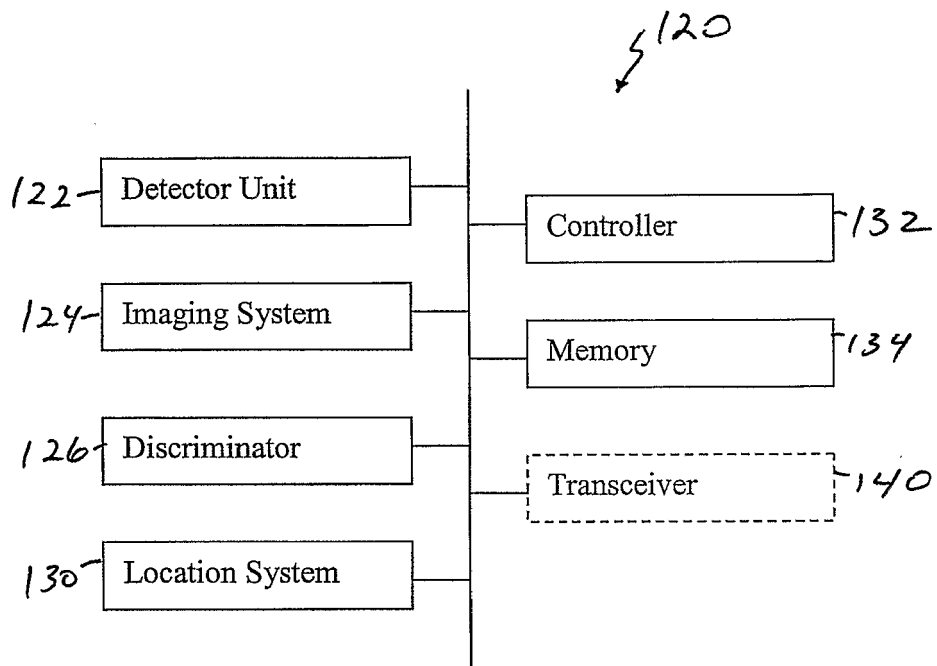 120
122 Detector Unit
Controller 132
124 Imaging System
Memory 134
126 Discriminator
Transceiver 140
130 Location System